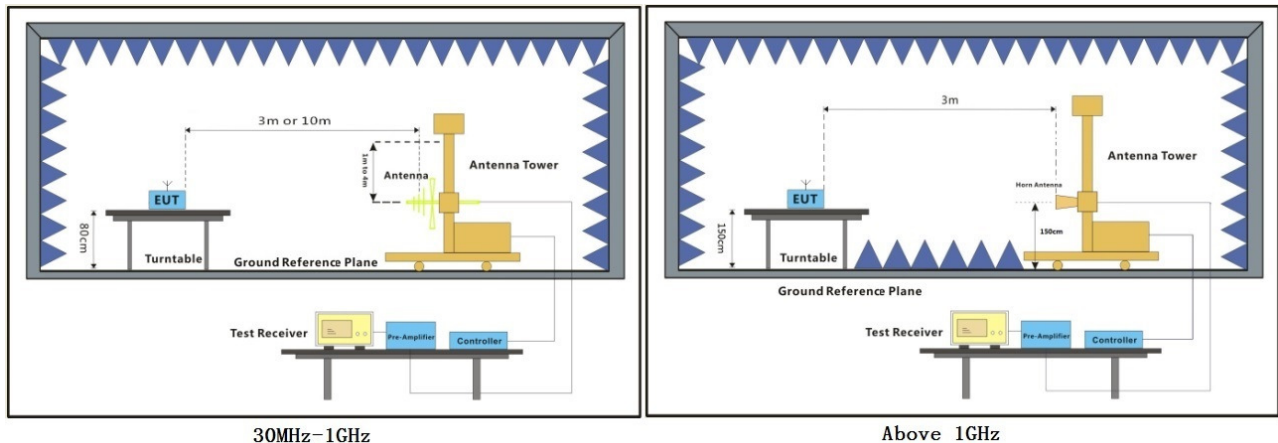 3m or 10m
1m to 4m
Antenna
Antenna Tower
EUT
80cm
Turntable
Ground Reference Plane
Test Receiver
Pre-Amplifier
Controller
30MHz-1GHz
3m
Antenna Tower
Horn Antenna
EUT
150cm
150cm
Turntable
Ground Reference Plane
Test Receiver
Pre-Amplifier
Controller
Above 1GHz